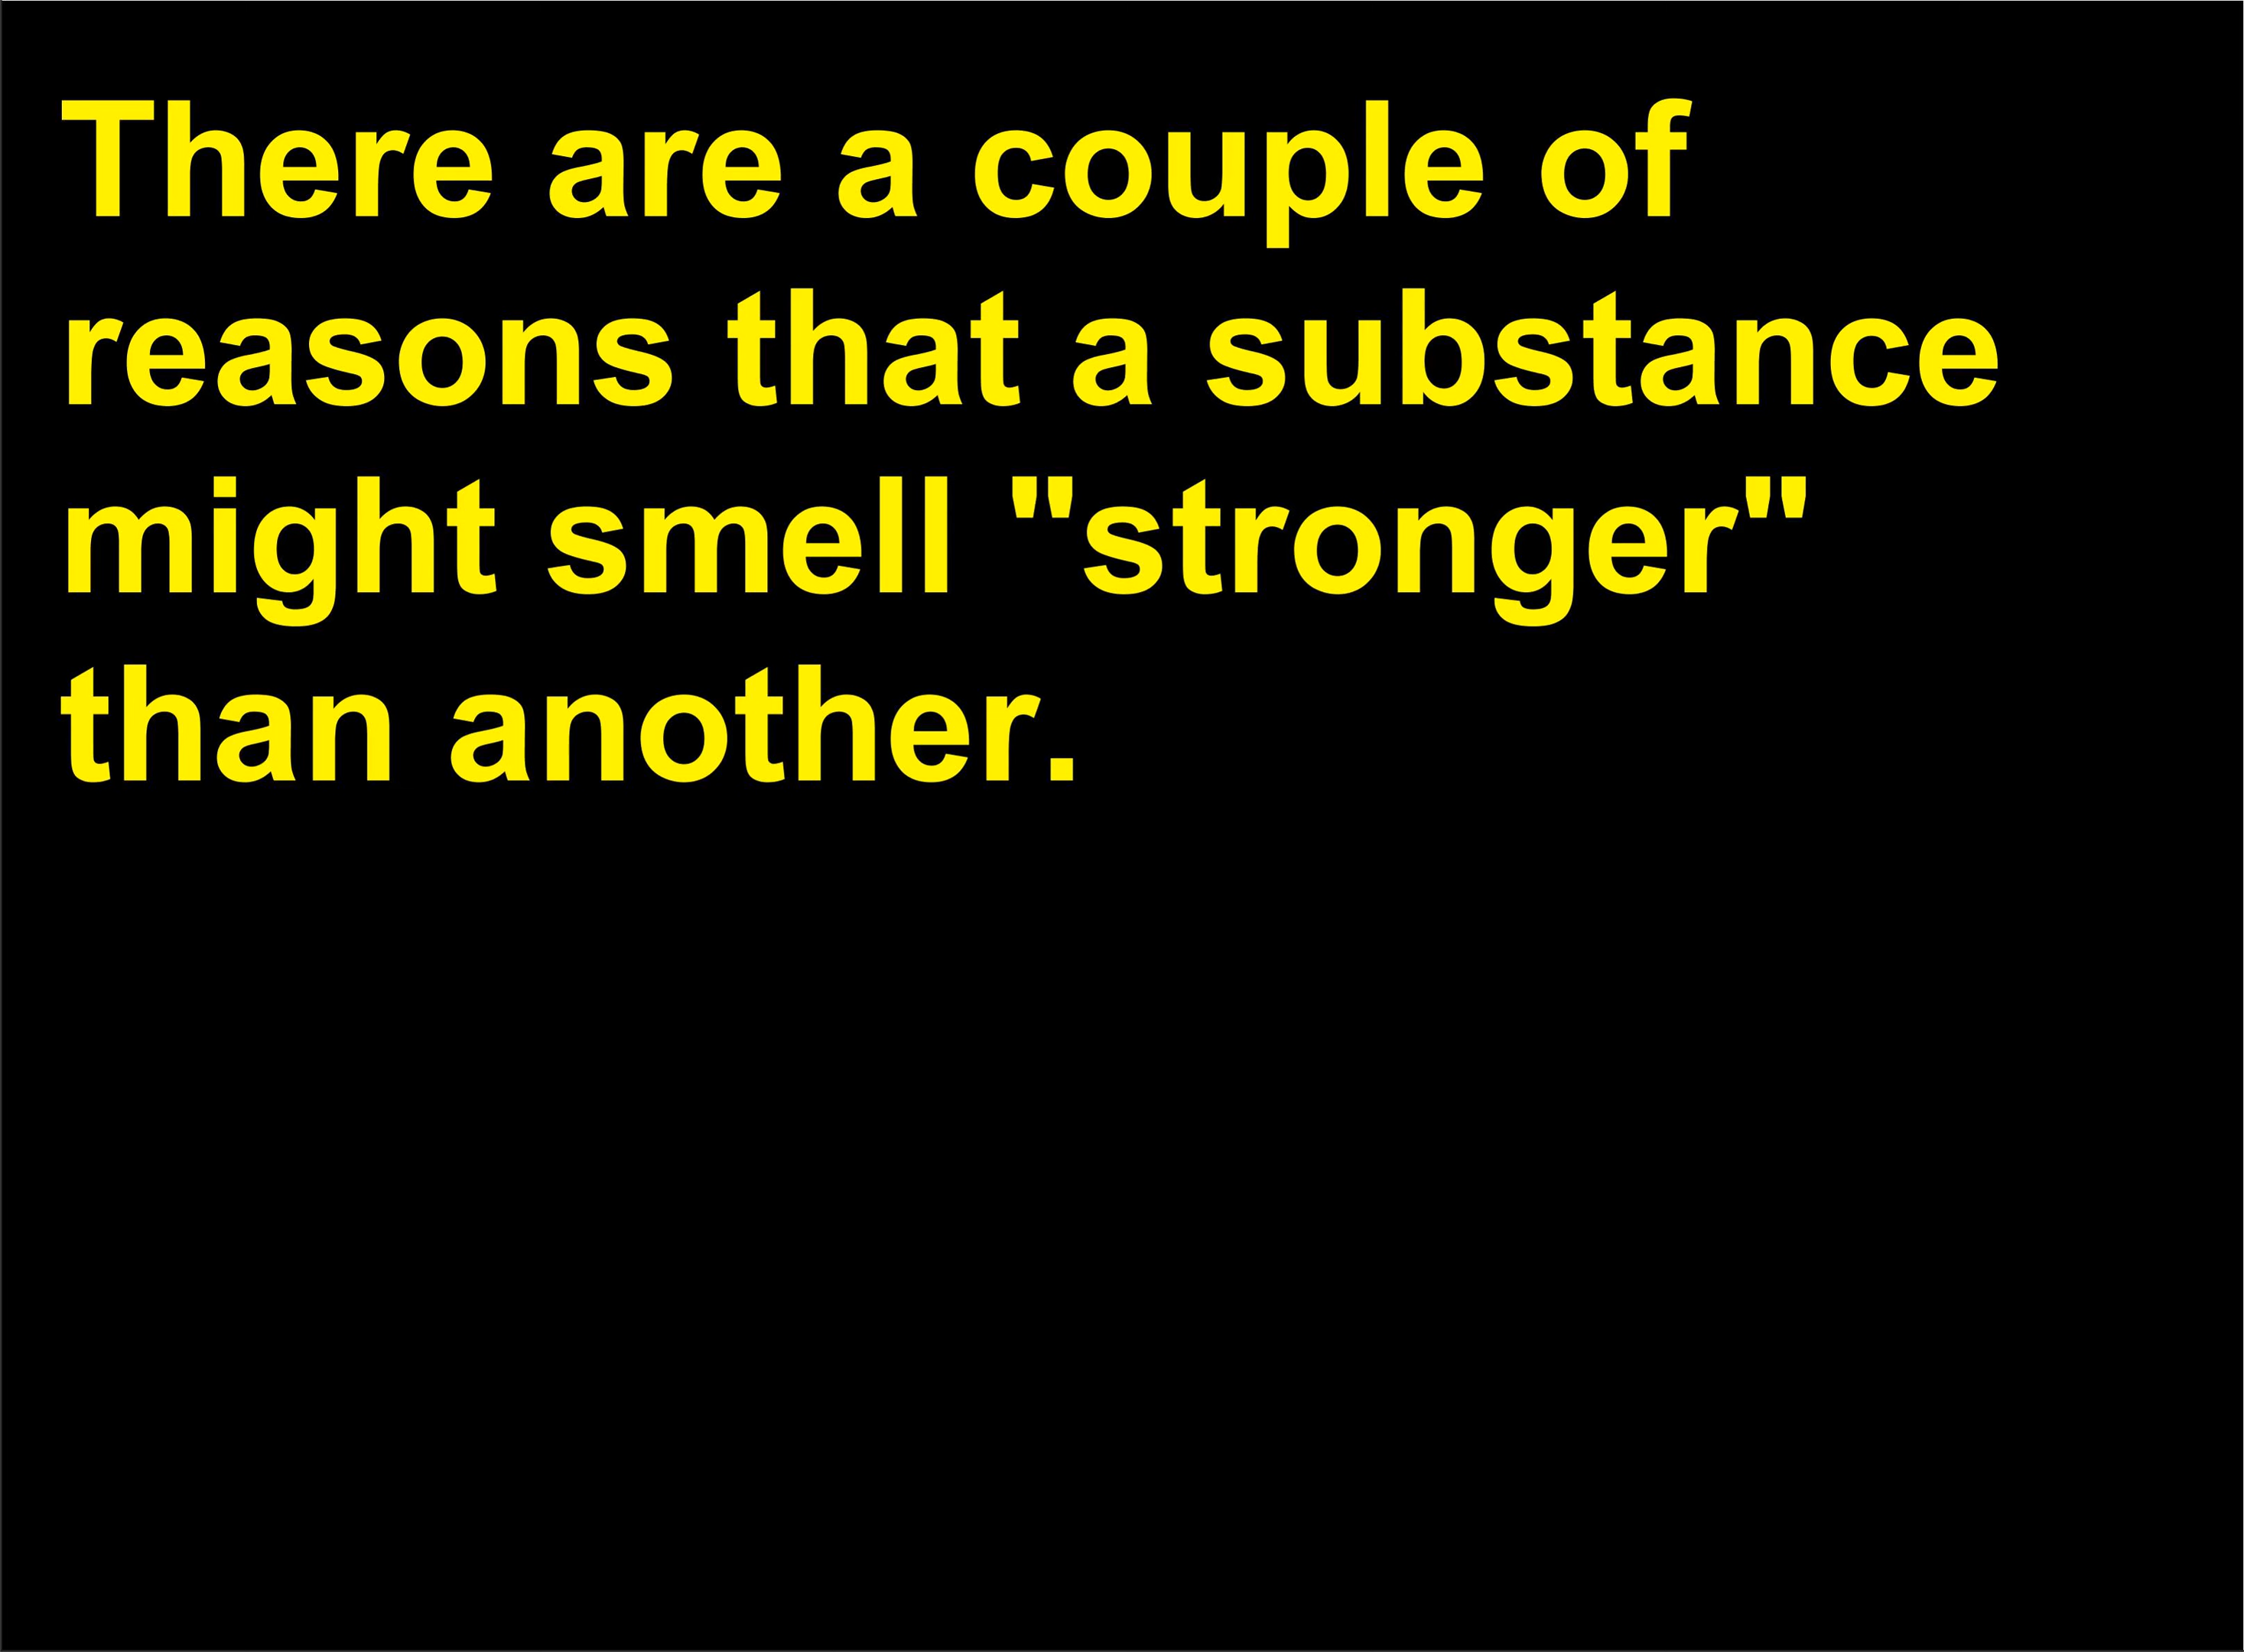 There are a couple of
reasons that a substance
might smell "stronger"
than another.